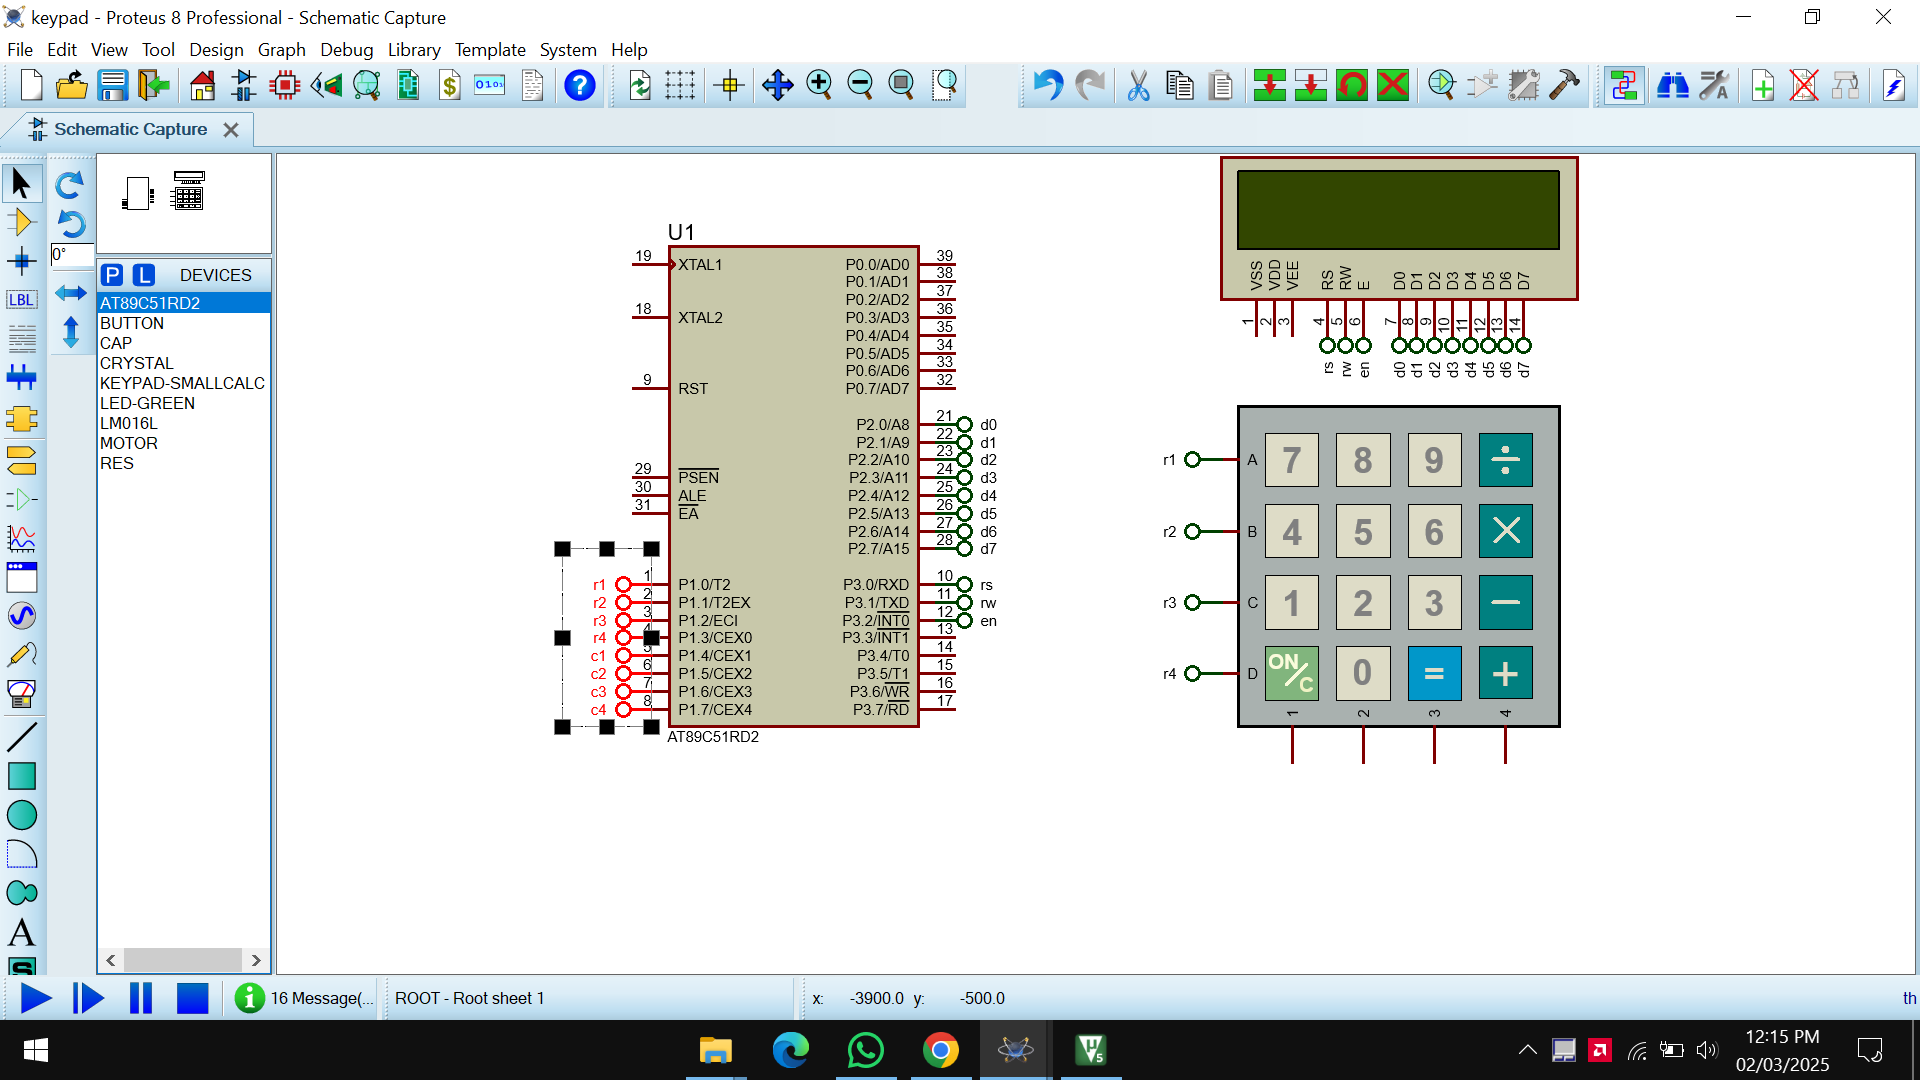 keypad - Proteus 8 Professional - Schematic Capture
File Edit View Tool Design Graph Debug Library Template System Help
Schematic Capture
0°
P L DEVICES
AT89C51RD2
BUTTON
CAP
CRYSTAL
KEYPAD-SMALLCALC
LED-GREEN
LM016L
MOTOR
RES
LBL
A
S
U1
19 XTAL1 P0.0/AD0 39
P0.1/AD1 38
P0.2/AD2 37
18 XTAL2 P0.3/AD3 36
P0.4/AD4 35
P0.5/AD5 34
P0.6/AD6 33
9 RST P0.7/AD7 32
P2.0/A8 21 d0
P2.1/A9 22 d1
P2.2/A10 23 d2
29 PSEN P2.3/A11 24 d3
30 ALE P2.4/A12 25 d4
31 EA P2.5/A13 26 d5
P2.6/A14 27 d6
P2.7/A15 28 d7
r1 1 P1.0/T2 P3.0/RXD 10 rs
r2 2 P1.1/T2EX P3.1/TXD 11 rw
r3 3 P1.2/ECI P3.2/INT0 12 en
r4 4 P1.3/CEX0 P3.3/INT1 13
c1 5 P1.4/CEX1 P3.4/T0 14
c2 6 P1.5/CEX2 P3.5/T1 15
c3 7 P1.6/CEX3 P3.6/WR 16
c4 8 P1.7/CEX4 P3.7/RD 17
AT89C51RD2
VSS VDD VEE RS RW E D0 D1 D2 D3 D4 D5 D6 D7
1 2 3 4 5 6 7 8 9 10 11 12 13 14
rs rw en d0 d1 d2 d3 d4 d5 d6 d7
r1 A 7 8 9 ÷
r2 B 4 5 6 ×
r3 C 1 2 3 −
r4 D ON/C 0 = +
1 2 3 4
16 Message(...
ROOT - Root sheet 1
x: -3900.0 y: -500.0
th
12:15 PM
02/03/2025